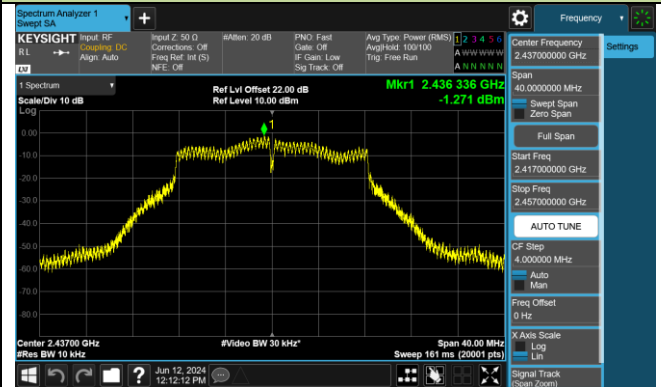 Spectrum Analyzer 1
Swept SA
+
Frequency
KEYSIGHT
RL
LXI
Input: RF
Coupling: DC
Align: Auto
Input Z: 50 Ω
Corrections: Off
Freq Ref: Int (S)
NFE: Off
#Atten: 20 dB
PNO: Fast
Gate: Off
IF Gain: Low
Sig Track: Off
Avg Type: Power (RMS)
Avg|Hold: 100/100
Trig: Free Run
1 2 3 4 5 6
A W W W W W
A N N N N N
1 Spectrum
Scale/Div 10 dB
Log
Ref Lvl Offset 22.00 dB
Ref Level 10.00 dBm
Mkr1 2.436 336 GHz
-1.271 dBm
1
0.00
-10.0
-20.0
-30.0
-40.0
-50.0
-60.0
-70.0
-80.0
Center 2.43700 GHz
#Res BW 10 kHz
#Video BW 30 kHz*
Span 40.00 MHz
Sweep 161 ms (20001 pts)
Jun 12, 2024
12:12:12 PM
?
Center Frequency
2.437000000 GHz
Settings
Span
40.0000000 MHz
Swept Span
Zero Span
Full Span
Start Freq
2.417000000 GHz
Stop Freq
2.457000000 GHz
AUTO TUNE
CF Step
4.000000 MHz
Auto
Man
Freq Offset
0 Hz
X Axis Scale
Log
Lin
Signal Track
(Span Zoom)